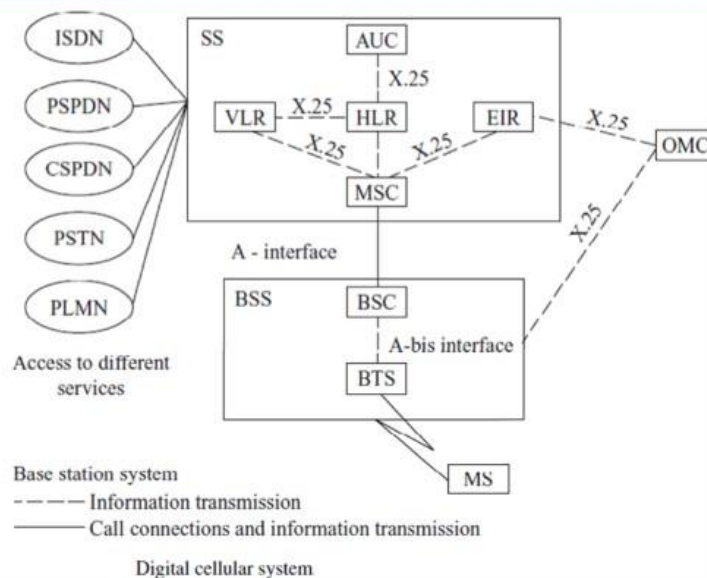 ISDN
PSPDN
CSPDN
PSTN
PLMN
Access to different
services
SS
AUC
X.25
VLR
X.25
HLR
EIR
X.25
X.25
X.25
OMC
MSC
X.25
A - interface
BSS
BSC
A-bis interface
BTS
MS
Base station system
Information transmission
Call connections and information transmission
Digital cellular system